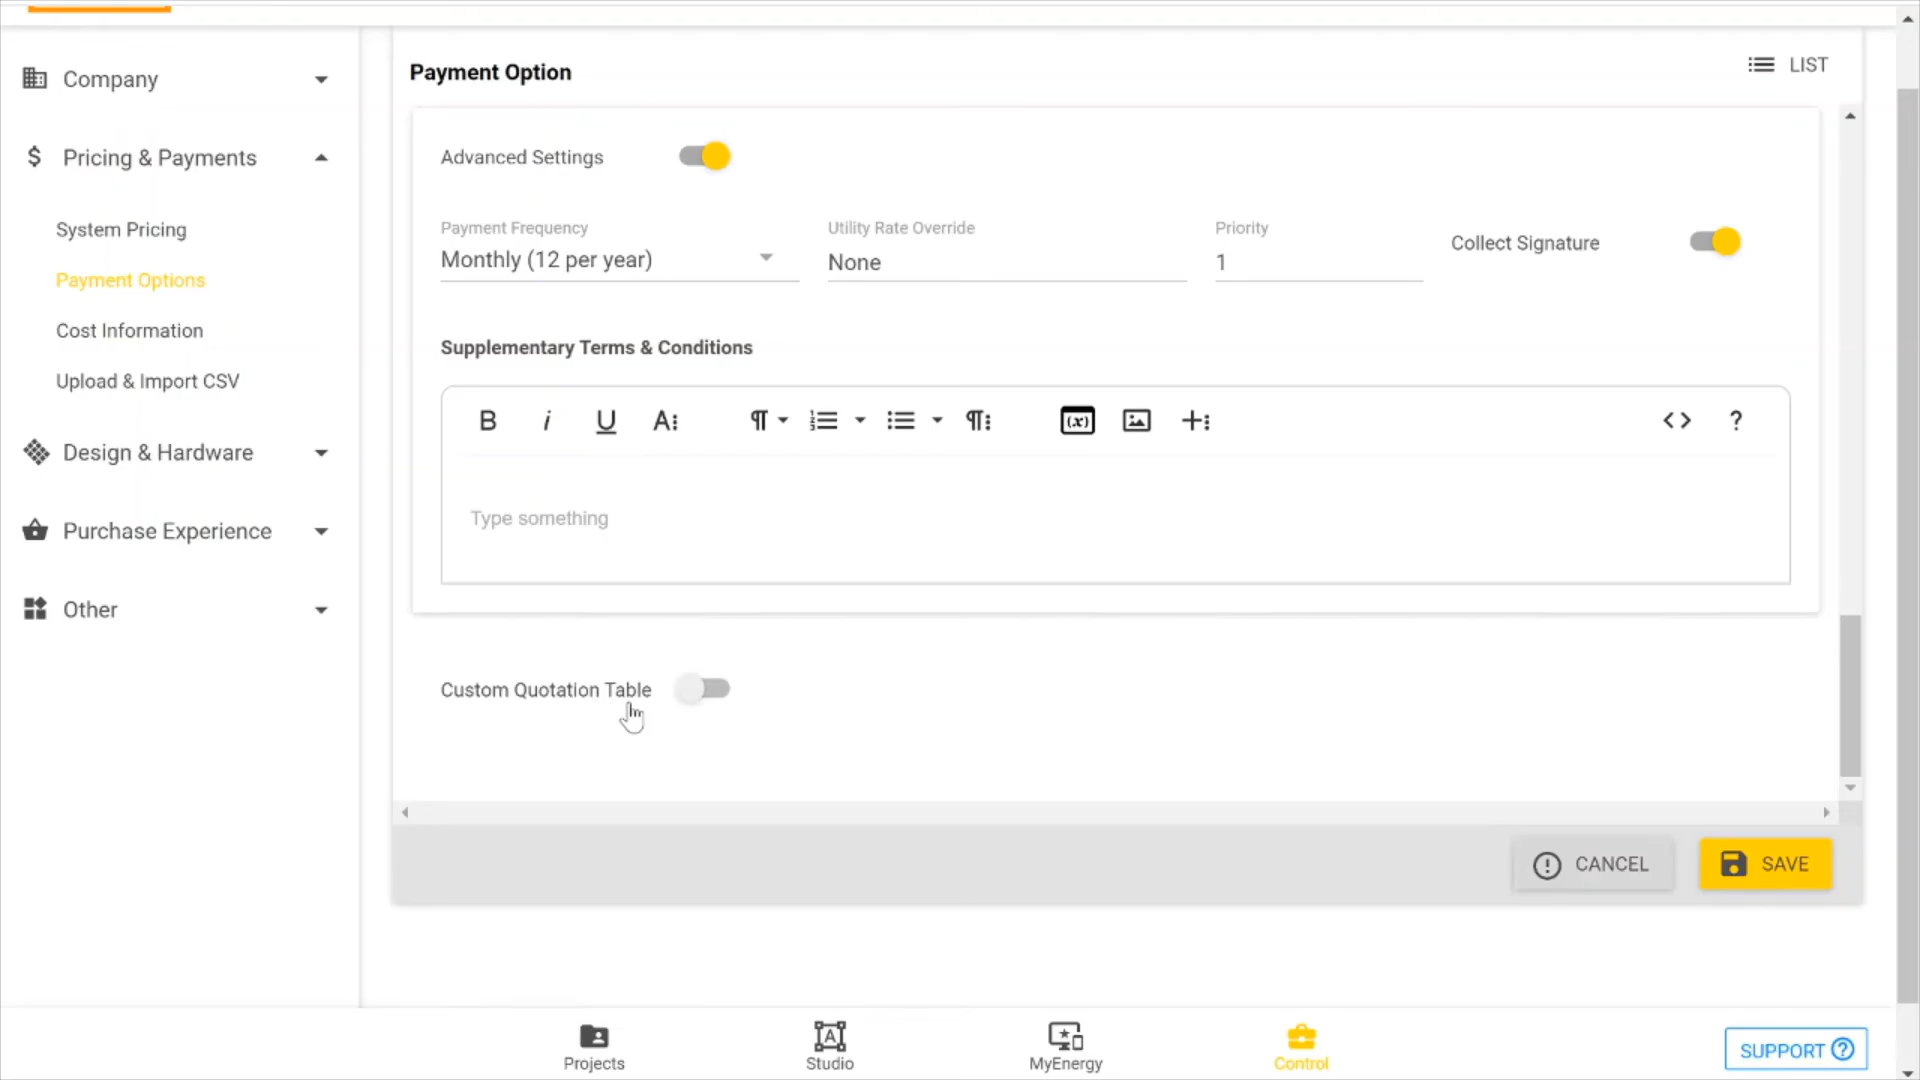 Company
Pricing & Payments
System Pricing
Payment Options
Cost Information
Upload & Import CSV
Design & Hardware
Purchase Experience
Other
Payment Option
LIST
Advanced Settings
Payment Frequency
Monthly (12 per year)
Utility Rate Override
None
Priority
1
Collect Signature
Supplementary Terms & Conditions
Type something
Custom Quotation Table
CANCEL
SAVE
Projects
Studio
MyEnergy
Control
SUPPORT